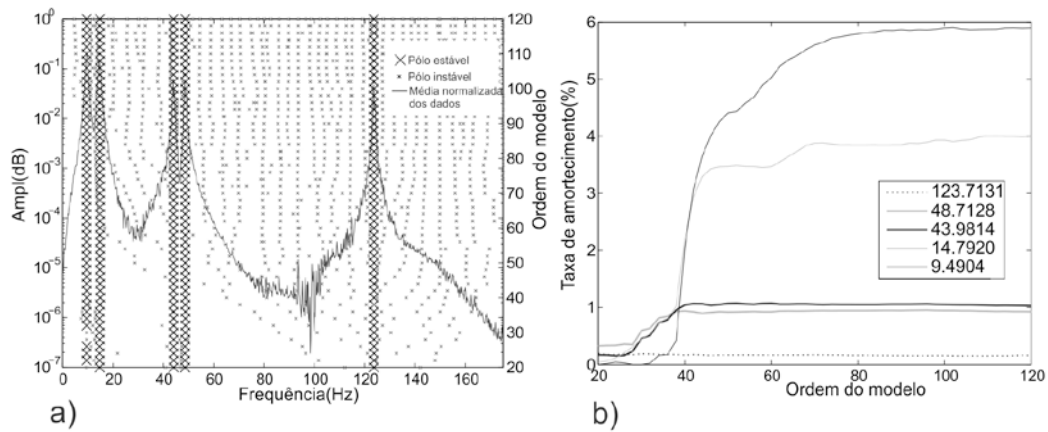 10^0
10^-1
10^-2
10^-3
10^-4
10^-5
10^-6
10^-7
Ampl(dB)
0 20 40 60 80 100 120 140 160
Frequência(Hz)
120
110
100
90
80
70
60
50
40
30
20
Ordem do modelo
Pólo estável
Pólo instável
Média normalizada
dos dados
a)
6
5
4
3
2
1
0
Taxa de amortecimento(%)
20 40 60 80 100 120
Ordem do modelo
123.7131
48.7128
43.9814
14.7920
9.4904
b)